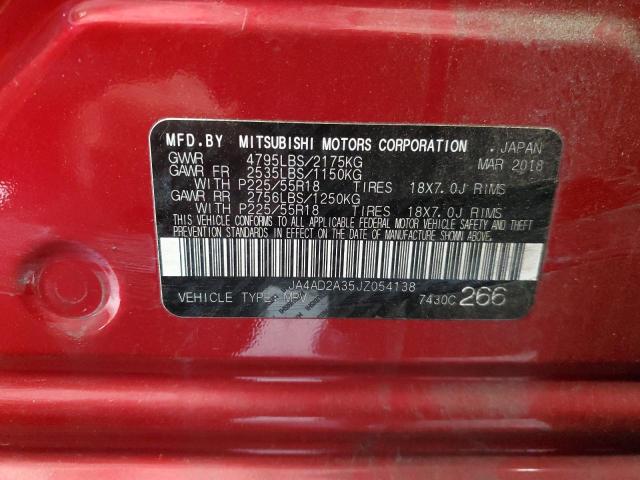 MFD.BY MITSUBISHI MOTORS CORPORATION . JAPAN
GVWR 4795LBS/2175KG MAR 2018
GAWR FR 2535LBS/1150KG
WITH P225/55R18 TIRES 18X7.0J RIMS
GAWR RR 2756LBS/1250KG
WITH P225/55R18 TIRES 18X7.0J RIMS
THIS VEHICLE CONFORMS TO ALL APPLICABLE FEDERAL MOTOR VEHICLE SAFETY AND THEFT
PREVENTION STANDARDS IN EFFECT ON THE DATE OF MANUFACTURE SHOWN ABOVE.
JA4AD2A35JZ054138
VEHICLE TYPE: MPV 7430C 266